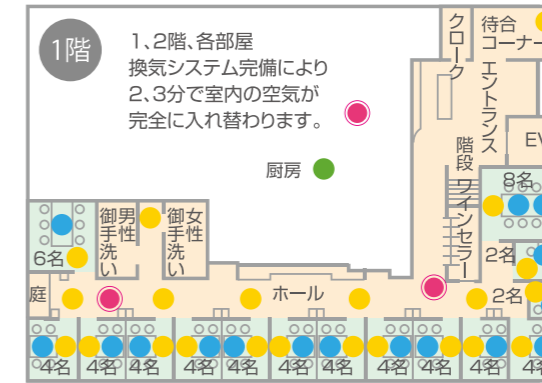 1階
1、2階、各部屋
換気システム完備により
2、3分で室内の空気が
完全に入れ替わります。
厨房
クローク
待合
コーナー
エントランス
EV
階段
ワインセラー
8名
2名
2名
6名
男性
御手洗い
女性
御手洗い
庭
ホール
4名
4名
4名
4名
4名
4名
4名
4名
4名
4名
4名